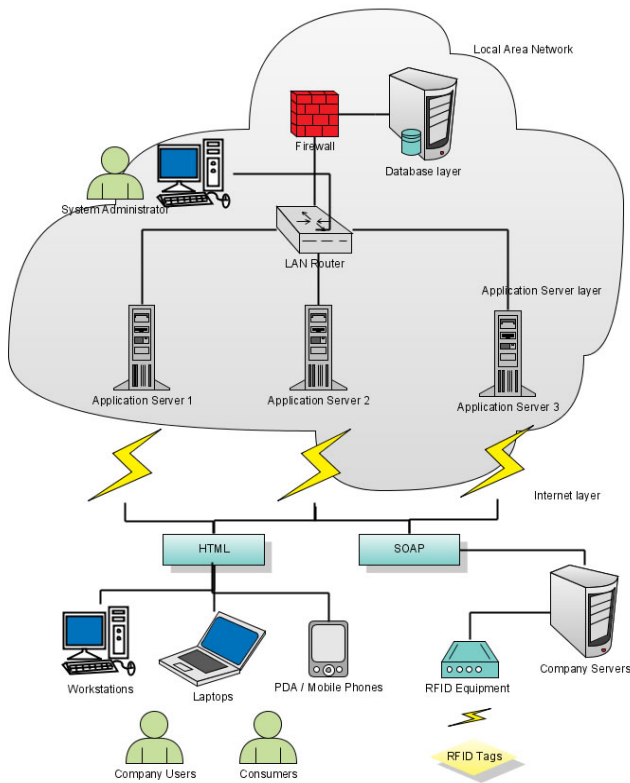 Local Area Network
Firewall
Database layer
System Administrator
LAN Router
Application Server layer
Application Server 1
Application Server 2
Application Server 3
Internet layer
HTML
SOAP
Workstations
Laptops
PDA / Mobile Phones
RFID Equipment
Company Servers
Company Users
Consumers
RFID Tags